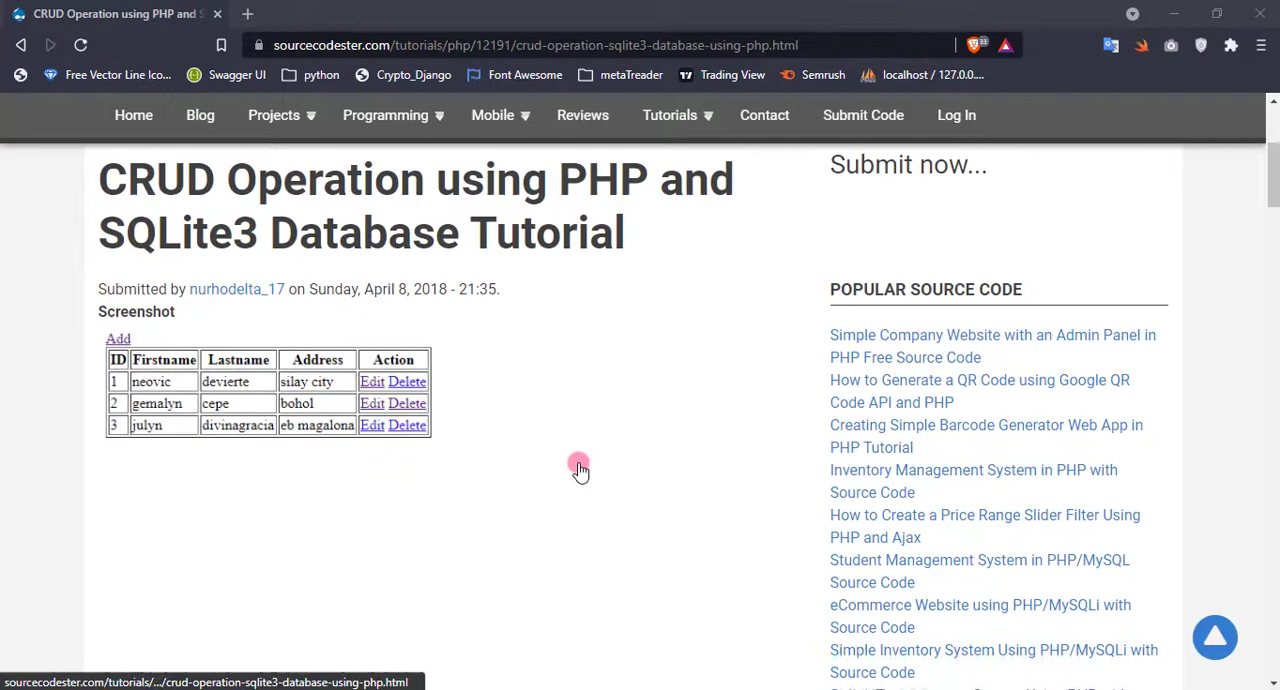 CRUD Operation using PHP and S
sourcecodester.com/tutorials/php/12191/crud-operation-sqlite3-database-using-php.html
33
Free Vector Line Ico...
Swagger UI
python
Crypto_Django
Font Awesome
metaTreader
Trading View
Semrush
localhost / 127.0.0....
Home
Blog
Projects
Programming
Mobile
Reviews
Tutorials
Contact
Submit Code
Log In
CRUD Operation using PHP and
SQLite3 Database Tutorial
Submitted by nurhodelta_17 on Sunday, April 8, 2018 - 21:35.
Screenshot
Add
ID Firstname Lastname Address Action
1 neovic devierte silay city Edit Delete
2 gemalyn cepe bohol Edit Delete
3 julyn divinagracia eb magalona Edit Delete
Submit now...
POPULAR SOURCE CODE
Simple Company Website with an Admin Panel in
PHP Free Source Code
How to Generate a QR Code using Google QR
Code API and PHP
Creating Simple Barcode Generator Web App in
PHP Tutorial
Inventory Management System in PHP with
Source Code
How to Create a Price Range Slider Filter Using
PHP and Ajax
Student Management System in PHP/MySQL
Source Code
eCommerce Website using PHP/MySQLi with
Source Code
Simple Inventory System Using PHP/MySQLi with
Source Code
sourcecodester.com/tutorials/.../crud-operation-sqlite3-database-using-php.html